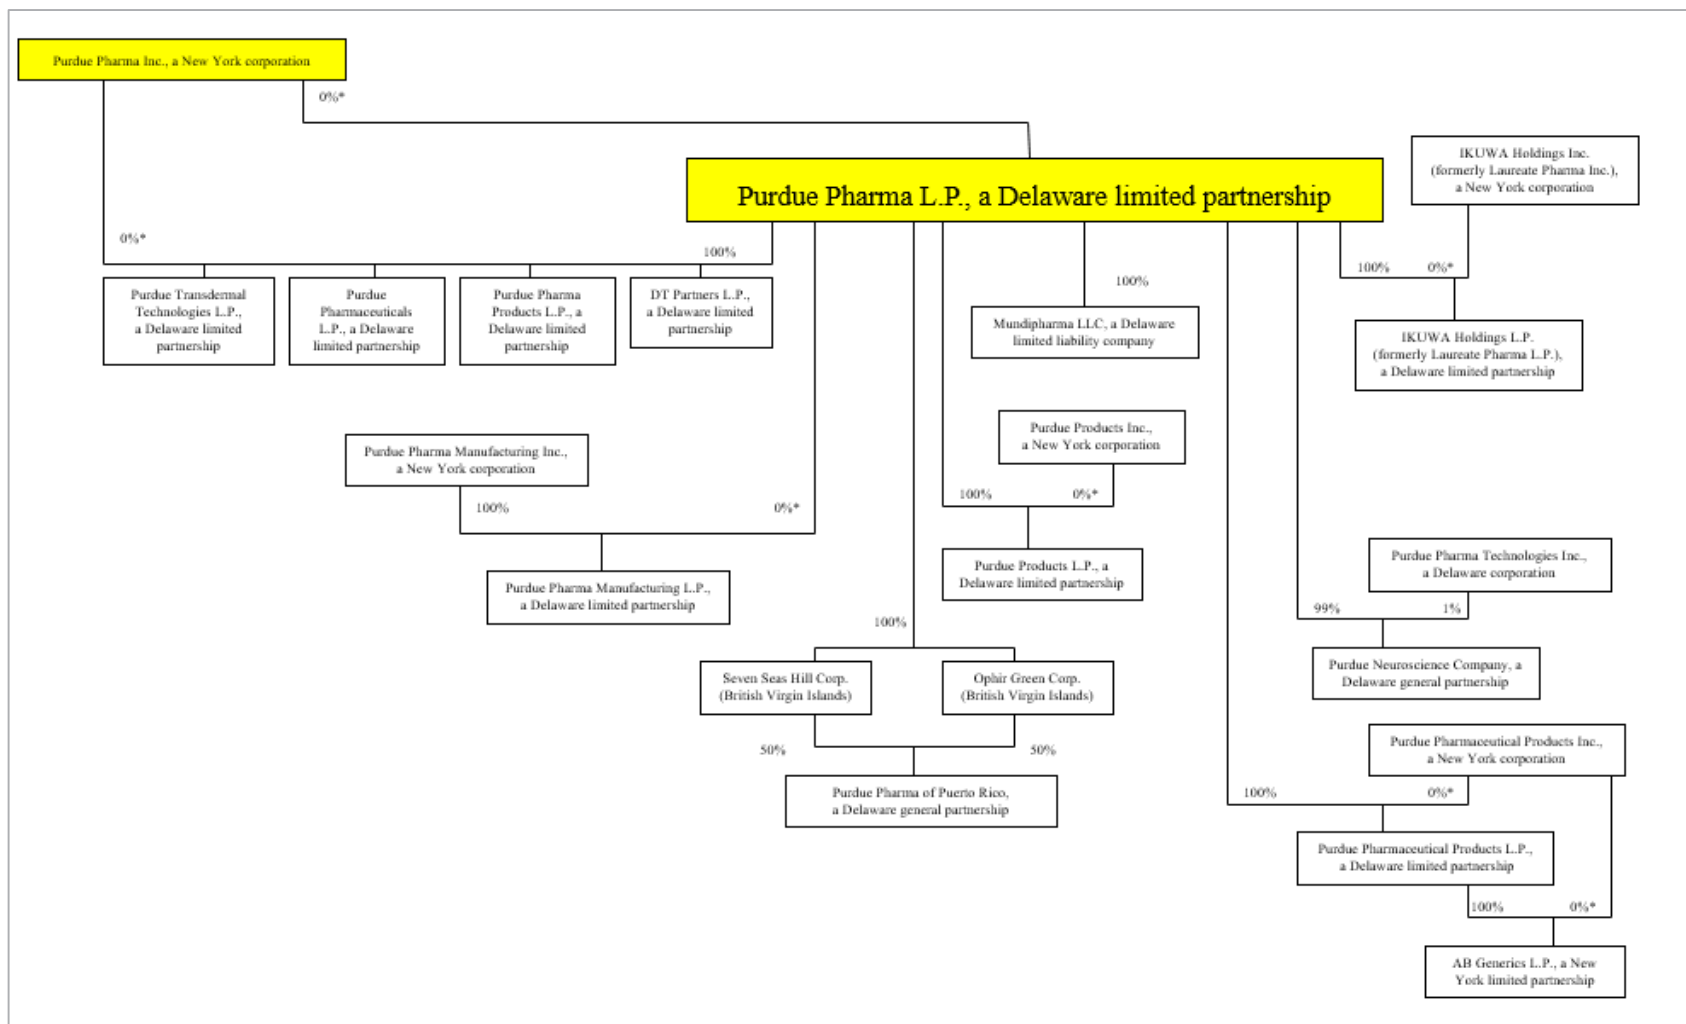 Purdue Pharma Inc., a New York corporation
0%*
Purdue Pharma L.P., a Delaware limited partnership
IKUWA Holdings Inc.
(formerly Laureate Pharma Inc.),
a New York corporation
0%*
100%
100%
0%*
Purdue Transdermal
Technologies L.P.,
a Delaware limited
partnership
Purdue
Pharmaceuticals
L.P., a Delaware
limited partnership
Purdue Pharma
Products L.P., a
Delaware limited
partnership
DT Partners L.P.,
a Delaware limited
partnership
100%
Mundipharma LLC, a Delaware
limited liability company
IKUWA Holdings L.P.
(formerly Laureate Pharma L.P.),
a Delaware limited partnership
Purdue Pharma Manufacturing Inc.,
a New York corporation
100%
0%*
Purdue Pharma Manufacturing L.P.,
a Delaware limited partnership
Purdue Products Inc.,
a New York corporation
100%
0%*
Purdue Products L.P., a
Delaware limited partnership
Purdue Pharma Technologies Inc.,
a Delaware corporation
99%
1%
Purdue Neuroscience Company, a
Delaware general partnership
100%
Seven Seas Hill Corp.
(British Virgin Islands)
Ophir Green Corp.
(British Virgin Islands)
50%
50%
Purdue Pharma of Puerto Rico,
a Delaware general partnership
Purdue Pharmaceutical Products Inc.,
a New York corporation
100%
0%*
Purdue Pharmaceutical Products L.P.,
a Delaware limited partnership
100%
0%*
AB Generics L.P., a New
York limited partnership